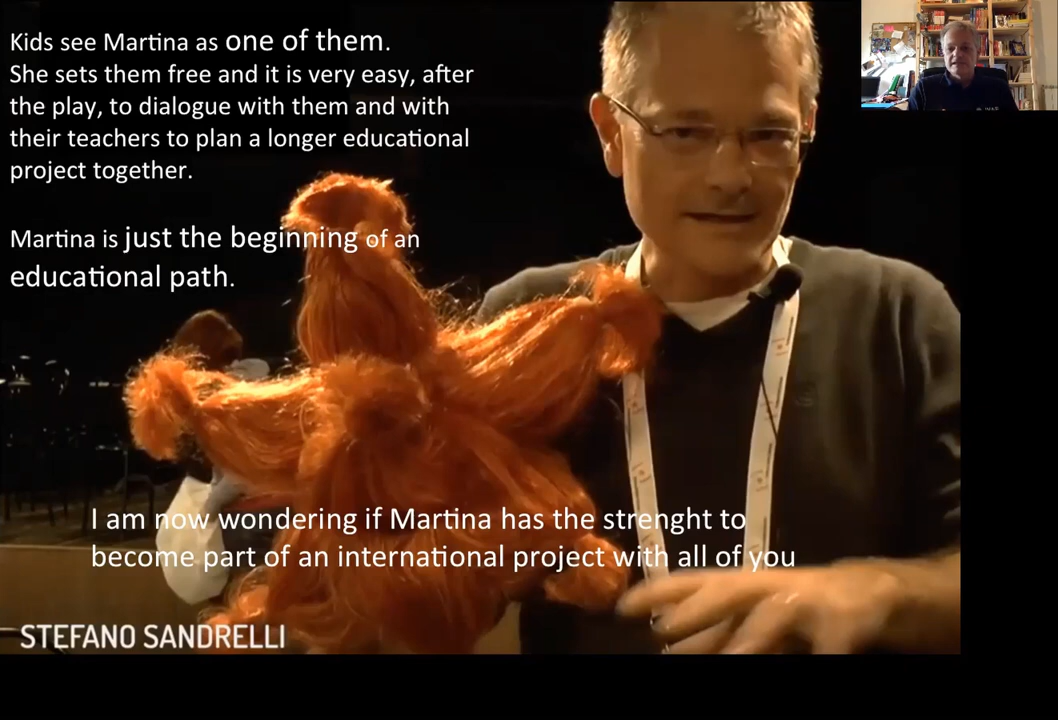 Kids see Martina as one of them.
She sets them free and it is very easy, after
the play, to dialogue with them and with
their teachers to plan a longer educational
project together.
Martina is just the beginning of an
educational path.
I am now wondering if Martina has the strenght to
become part of an international project with all of you
STEFANO SANDRELLI